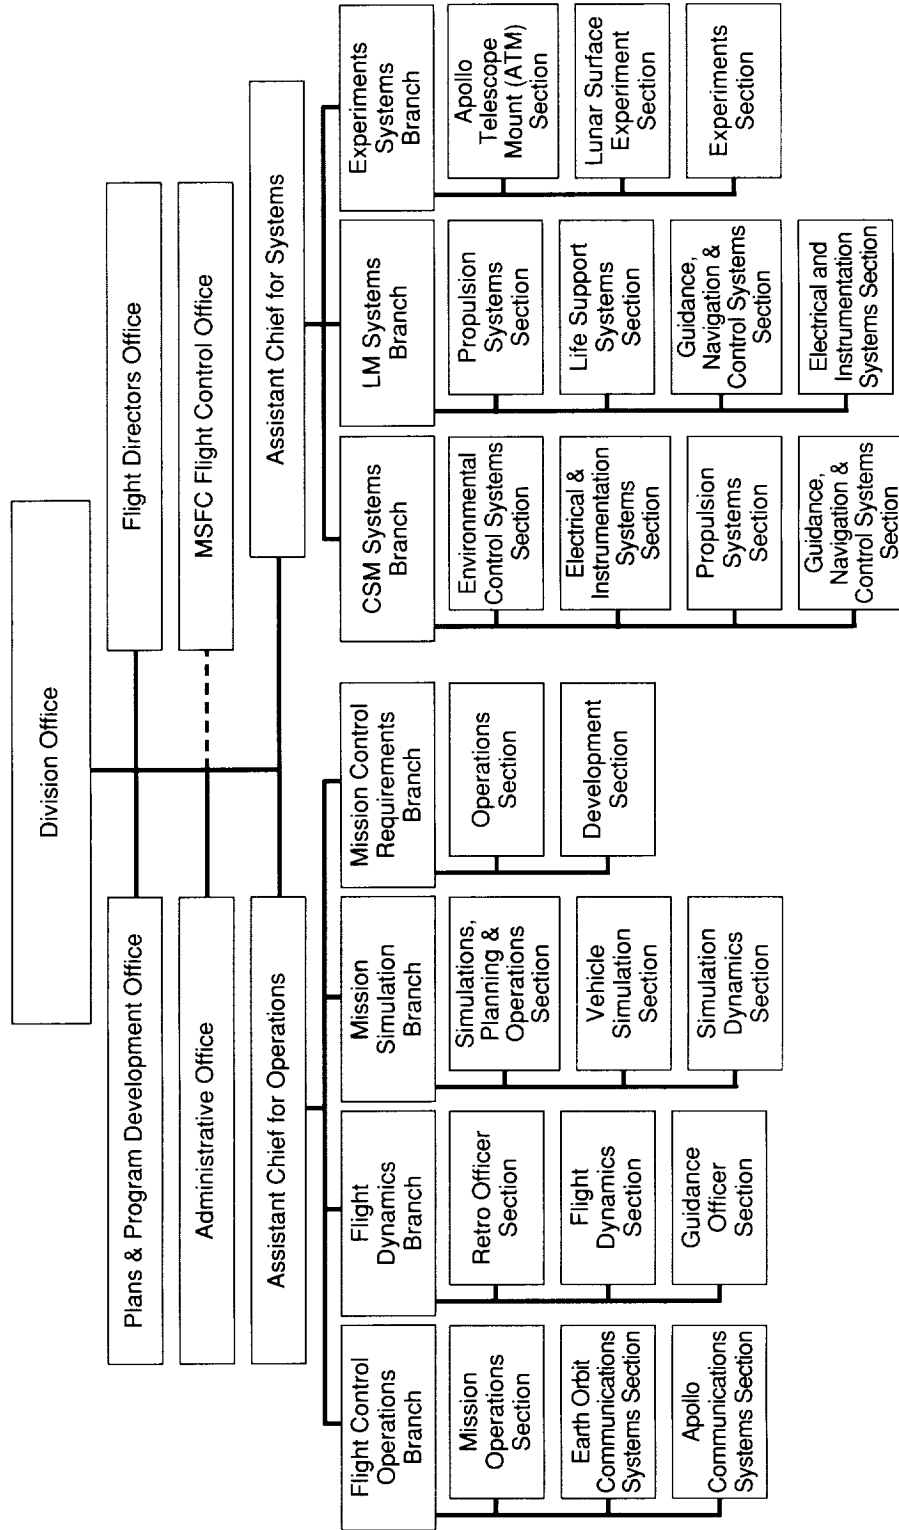 Division Office
Plans & Program Development Office
Flight Directors Office
Administrative Office
MSFC Flight Control Office
Assistant Chief for Operations
Assistant Chief for Systems
Flight Control
Operations
Branch
Mission
Operations
Section
Earth Orbit
Communications
Systems Section
Apollo
Communications
Systems Section
Flight
Dynamics
Branch
Retro Officer
Section
Flight
Dynamics
Section
Guidance
Officer
Section
Mission
Simulation
Branch
Simulations,
Planning &
Operations
Section
Vehicle
Simulation
Section
Simulation
Dynamics
Section
Mission Control
Requirements
Branch
Operations
Section
Development
Section
CSM Systems
Branch
Environmental
Control Systems
Section
Electrical &
Instrumentation
Systems
Section
Propulsion
Systems
Section
Guidance,
Navigation &
Control Systems
Section
LM Systems
Branch
Propulsion
Systems
Section
Life Support
Systems
Section
Guidance,
Navigation &
Control Systems
Section
Electrical and
Instrumentation
Systems Section
Experiments
Systems
Branch
Apollo
Telescope
Mount (ATM)
Section
Lunar Surface
Experiment
Section
Experiments
Section